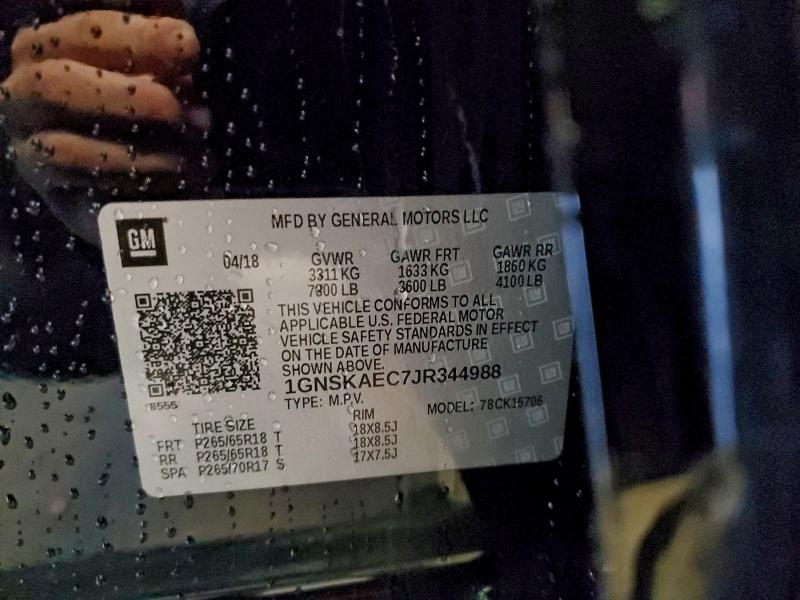 GM
MFD BY GENERAL MOTORS LLC
04/18 GVWR GAWR FRT GAWR RR
3311 KG 1633 KG 1860 KG
7300 LB 3600 LB 4100 LB
THIS VEHICLE CONFORMS TO ALL
APPLICABLE U.S. FEDERAL MOTOR
VEHICLE SAFETY STANDARDS IN EFFECT
ON THE DATE OF MANUFACTURE
SHOWN ABOVE.
1GNSKAEC7JR344988
8555 TYPE: M.P.V. MODEL: 78CK15706
TIRE SIZE RIM
FRT P265/65R18 T 18X8.5J
RR P265/65R18 T 18X8.5J
SPA P265/70R17 S 17X7.5J